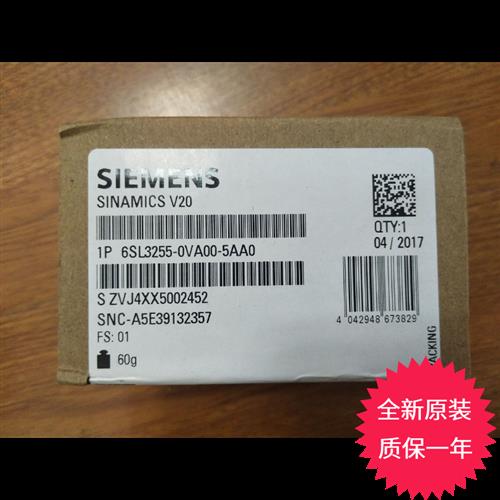 SIEMENS
SINAMICS V20
1P 6SL3255-0VA00-5AA0
S ZVJ4XX5002452
SNC-A5E39132357
FS: 01
60g
QTY:1
04 / 2017
4 042948 673829
PACKING
全新原装
质保一年